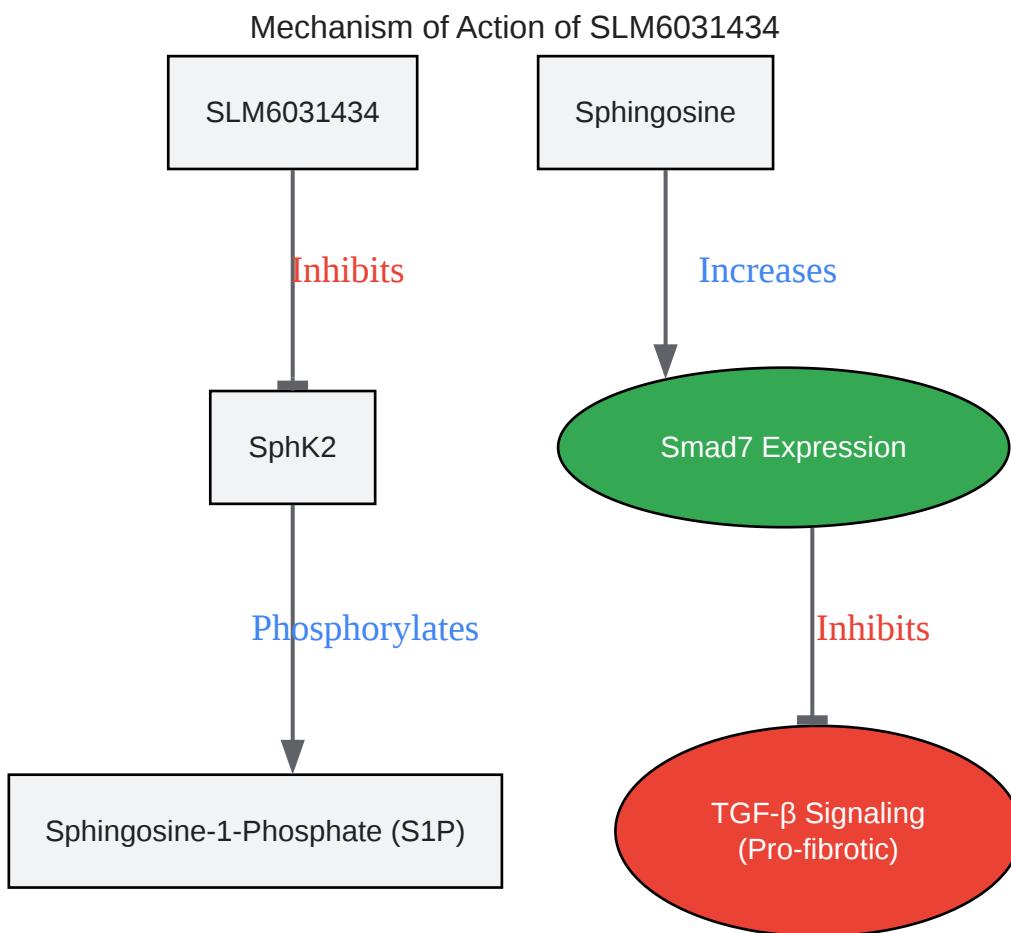 Mechanism of Action of SLM6031434
SLM6031434
Sphingosine
Inhibits
Increases
SphK2
Smad7 Expression
Phosphorylates
Inhibits
Sphingosine-1-Phosphate (S1P)
TGF-β Signaling
(Pro-fibrotic)